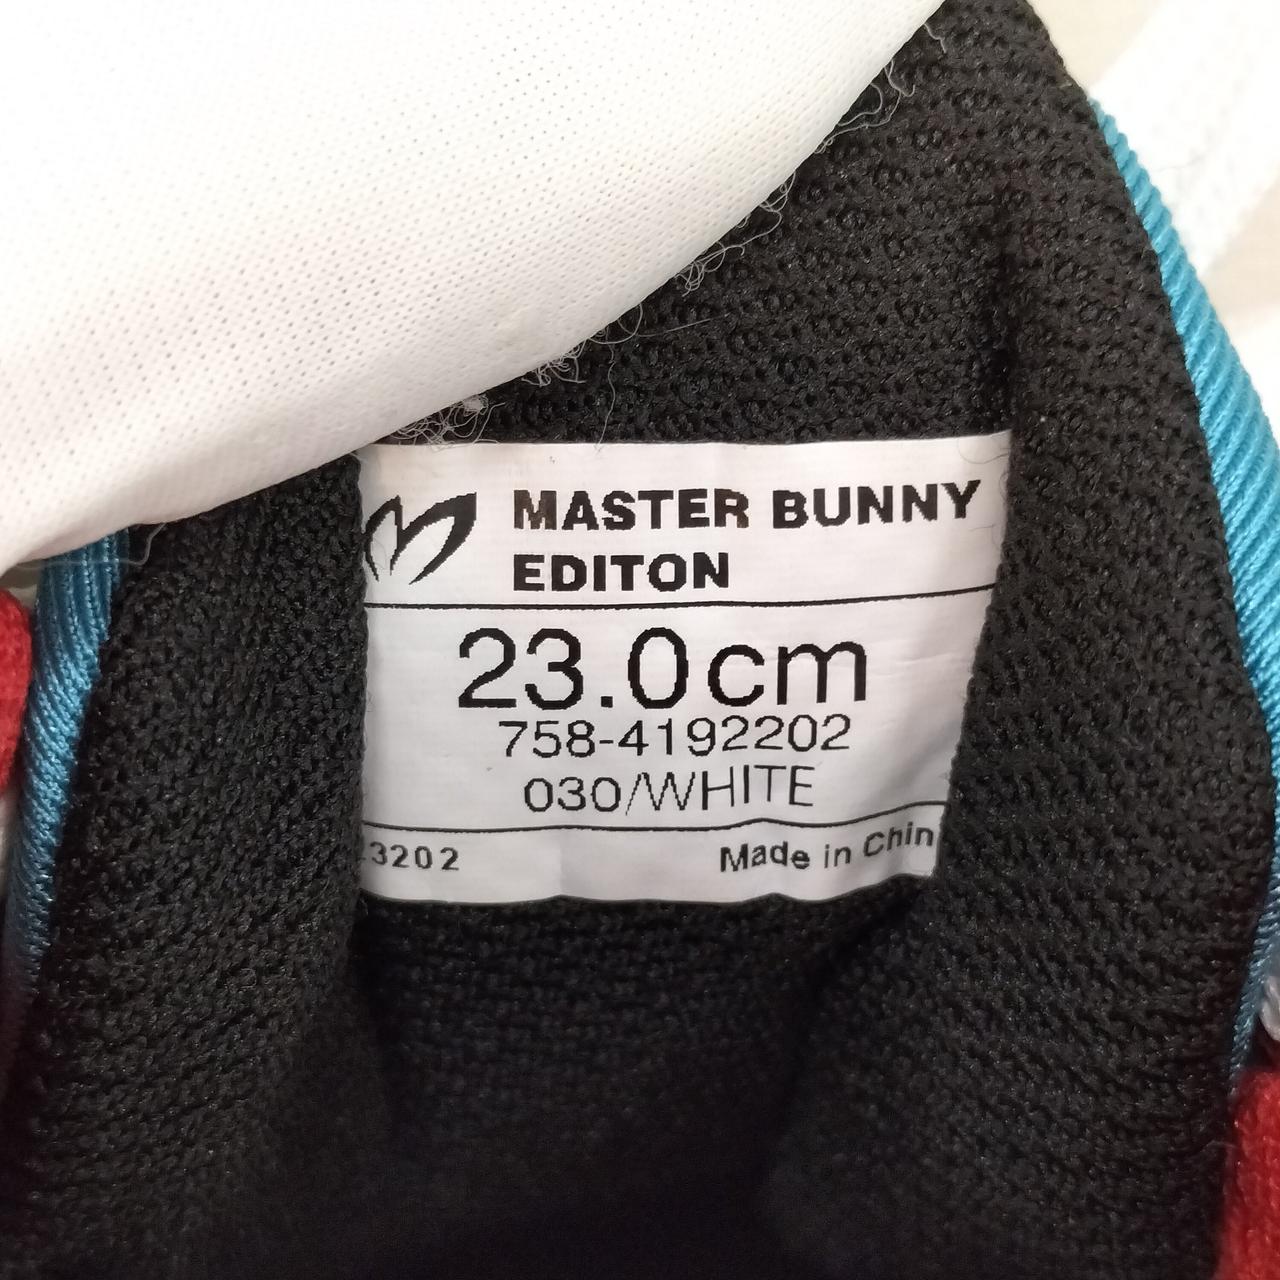 MASTER BUNNY
EDITON
23.0cm
758-4192202
030/WHITE
3202
Made in Chin